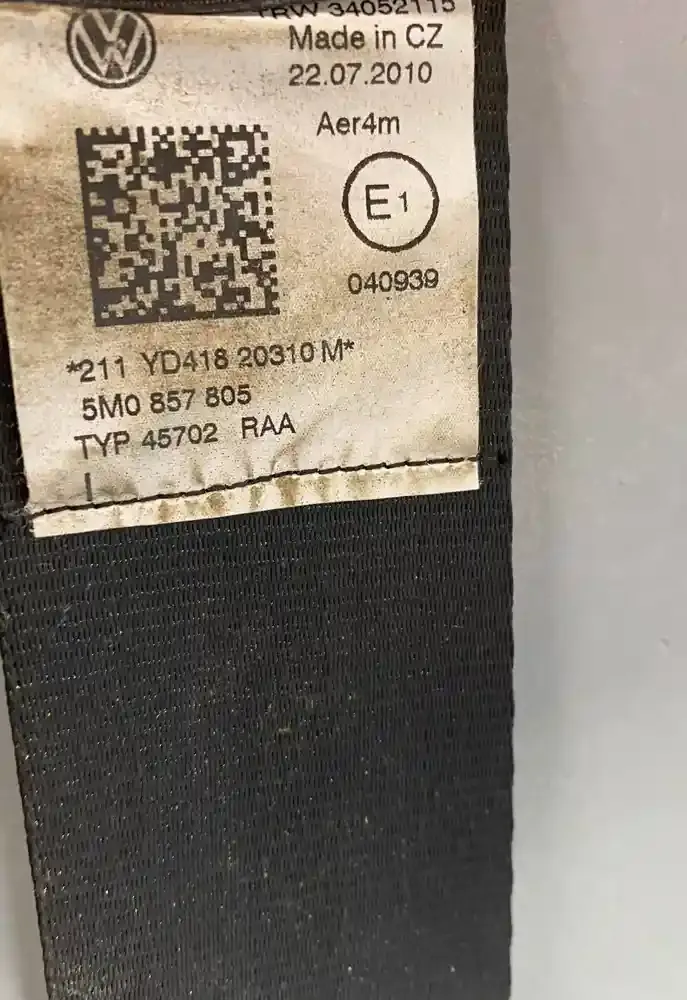 TRW 34052115
Made in CZ
22.07.2010
Aer4m
E1
040939
*211 YD418 20310 M*
5M0 857 805
TYP 45702 RAA
I